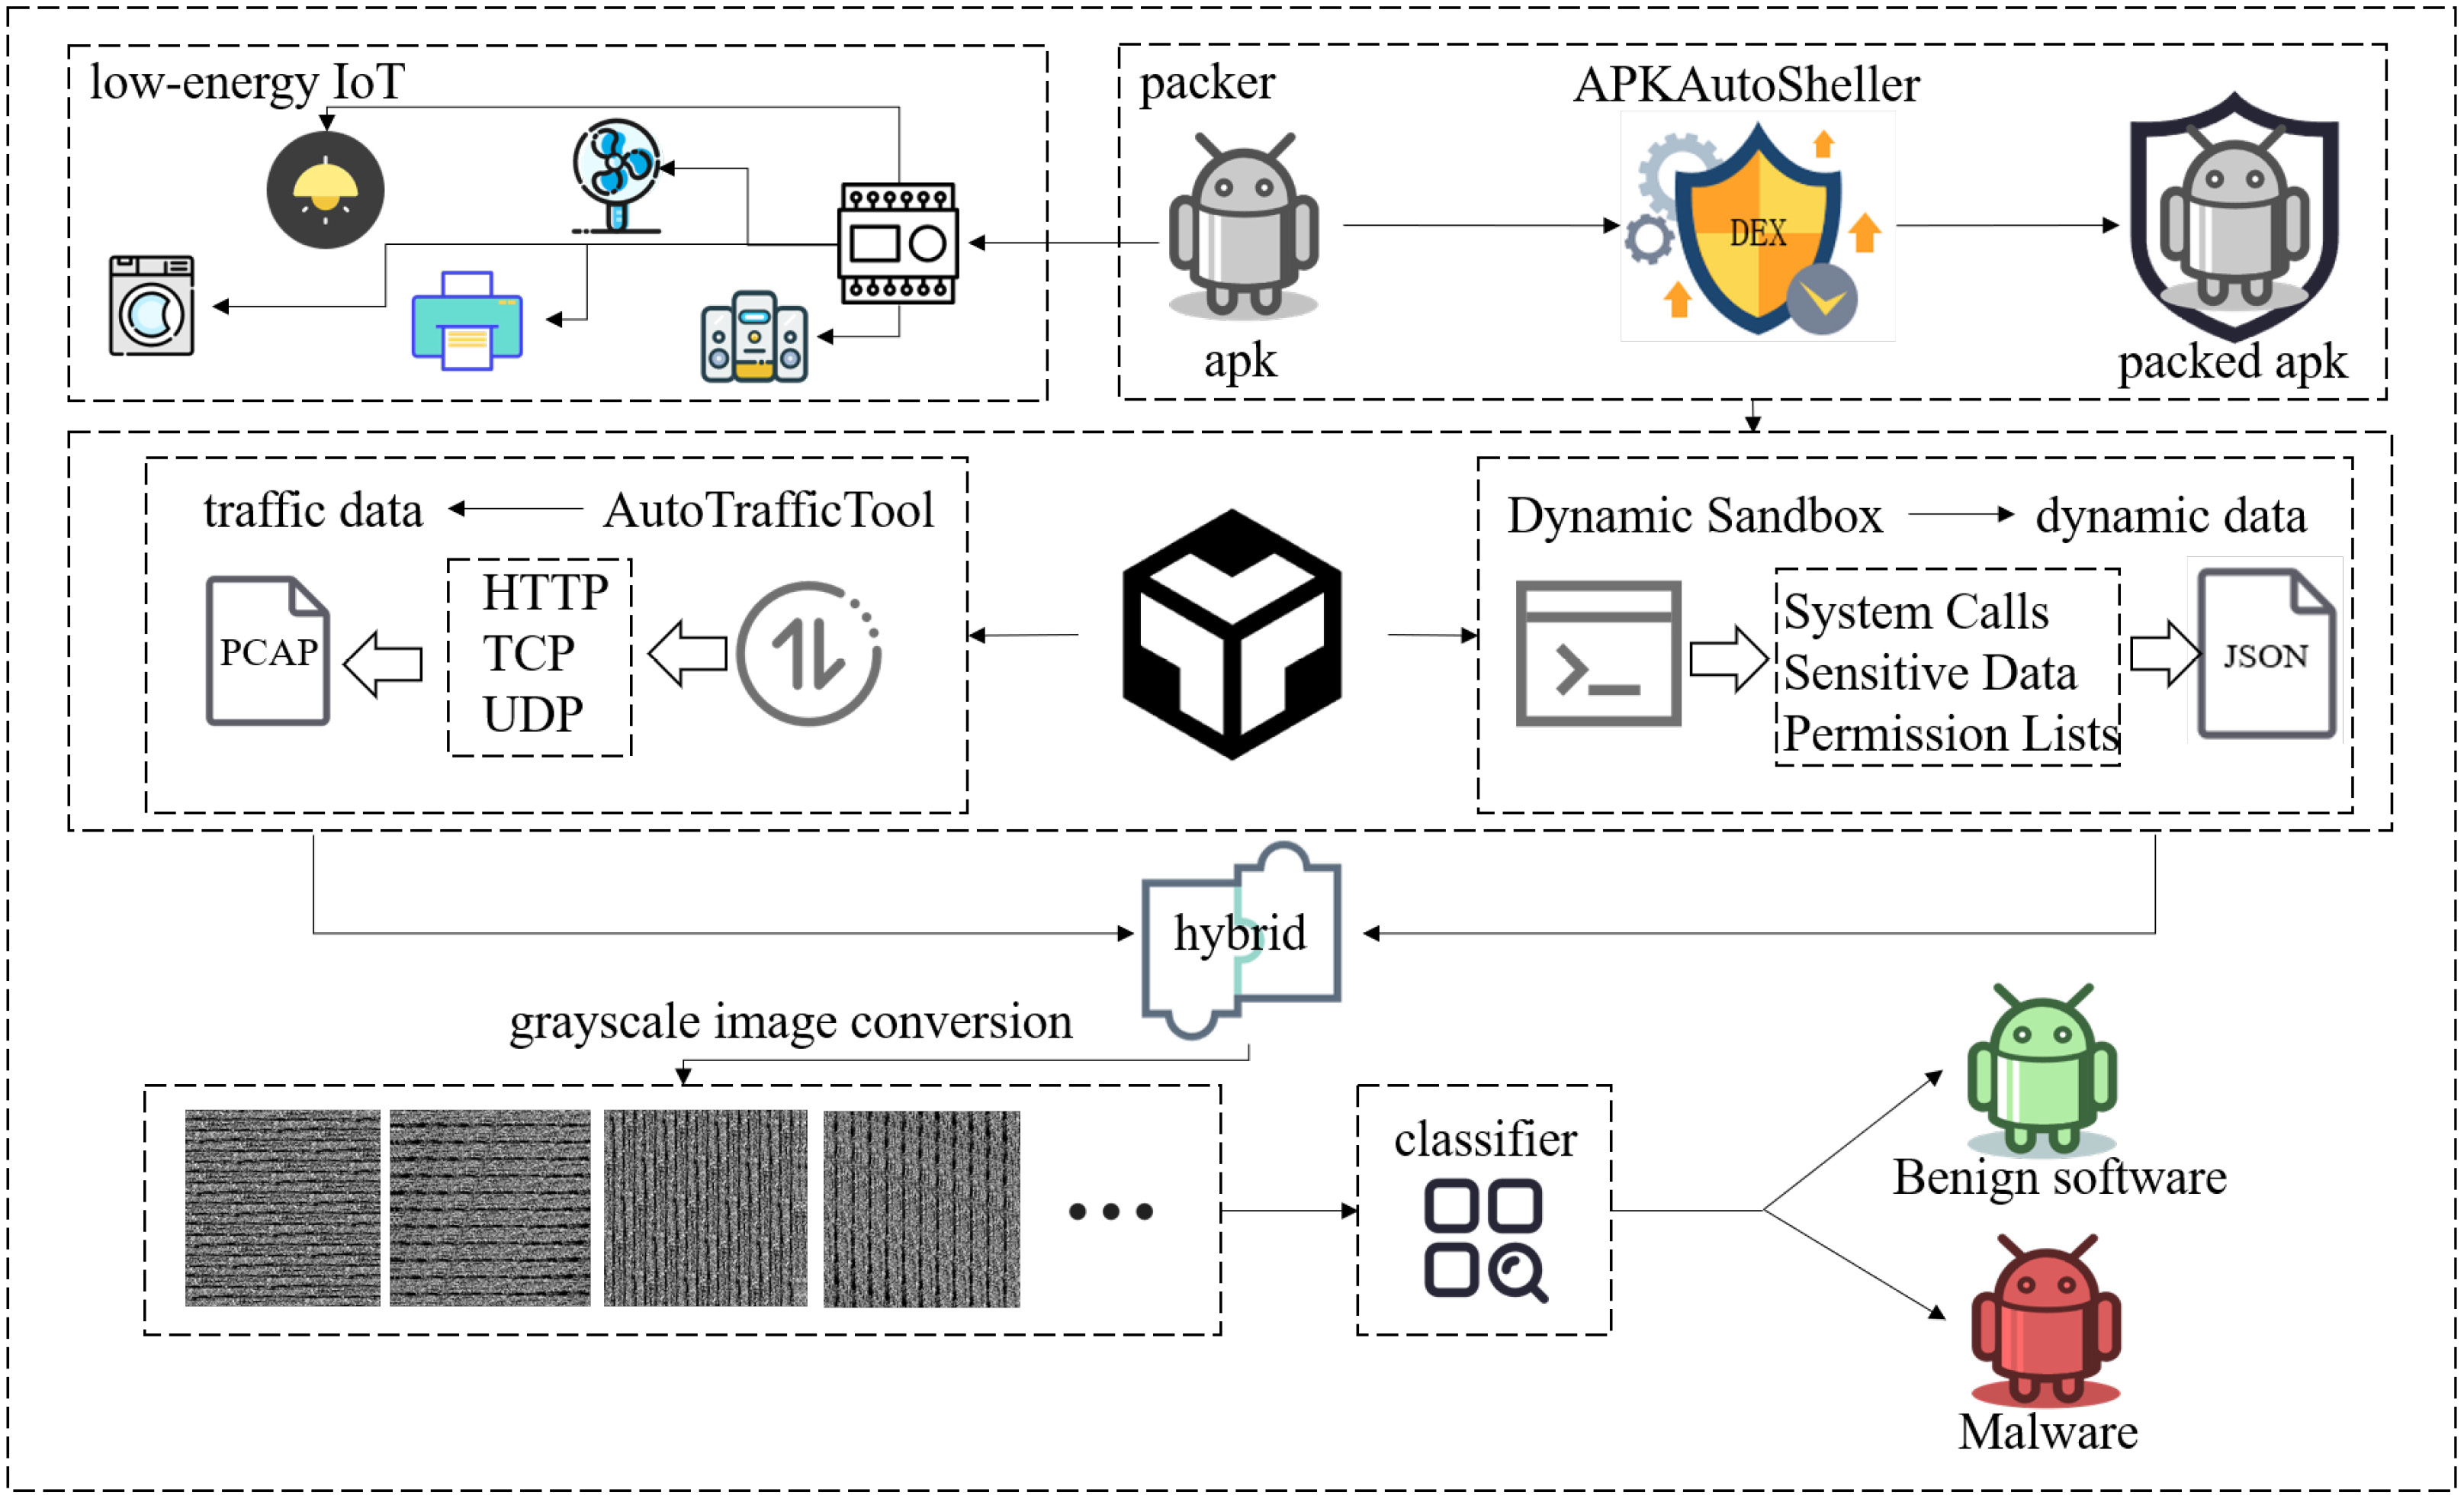 low-energy IoT
packer
APKAutoSheller
DEX
apk
packed apk
traffic data
AutoTrafficTool
PCAP
HTTP
TCP
UDP
Dynamic Sandbox
dynamic data
System Calls
Sensitive Data
Permission Lists
JSON
hybrid
grayscale image conversion
classifier
Benign software
Malware